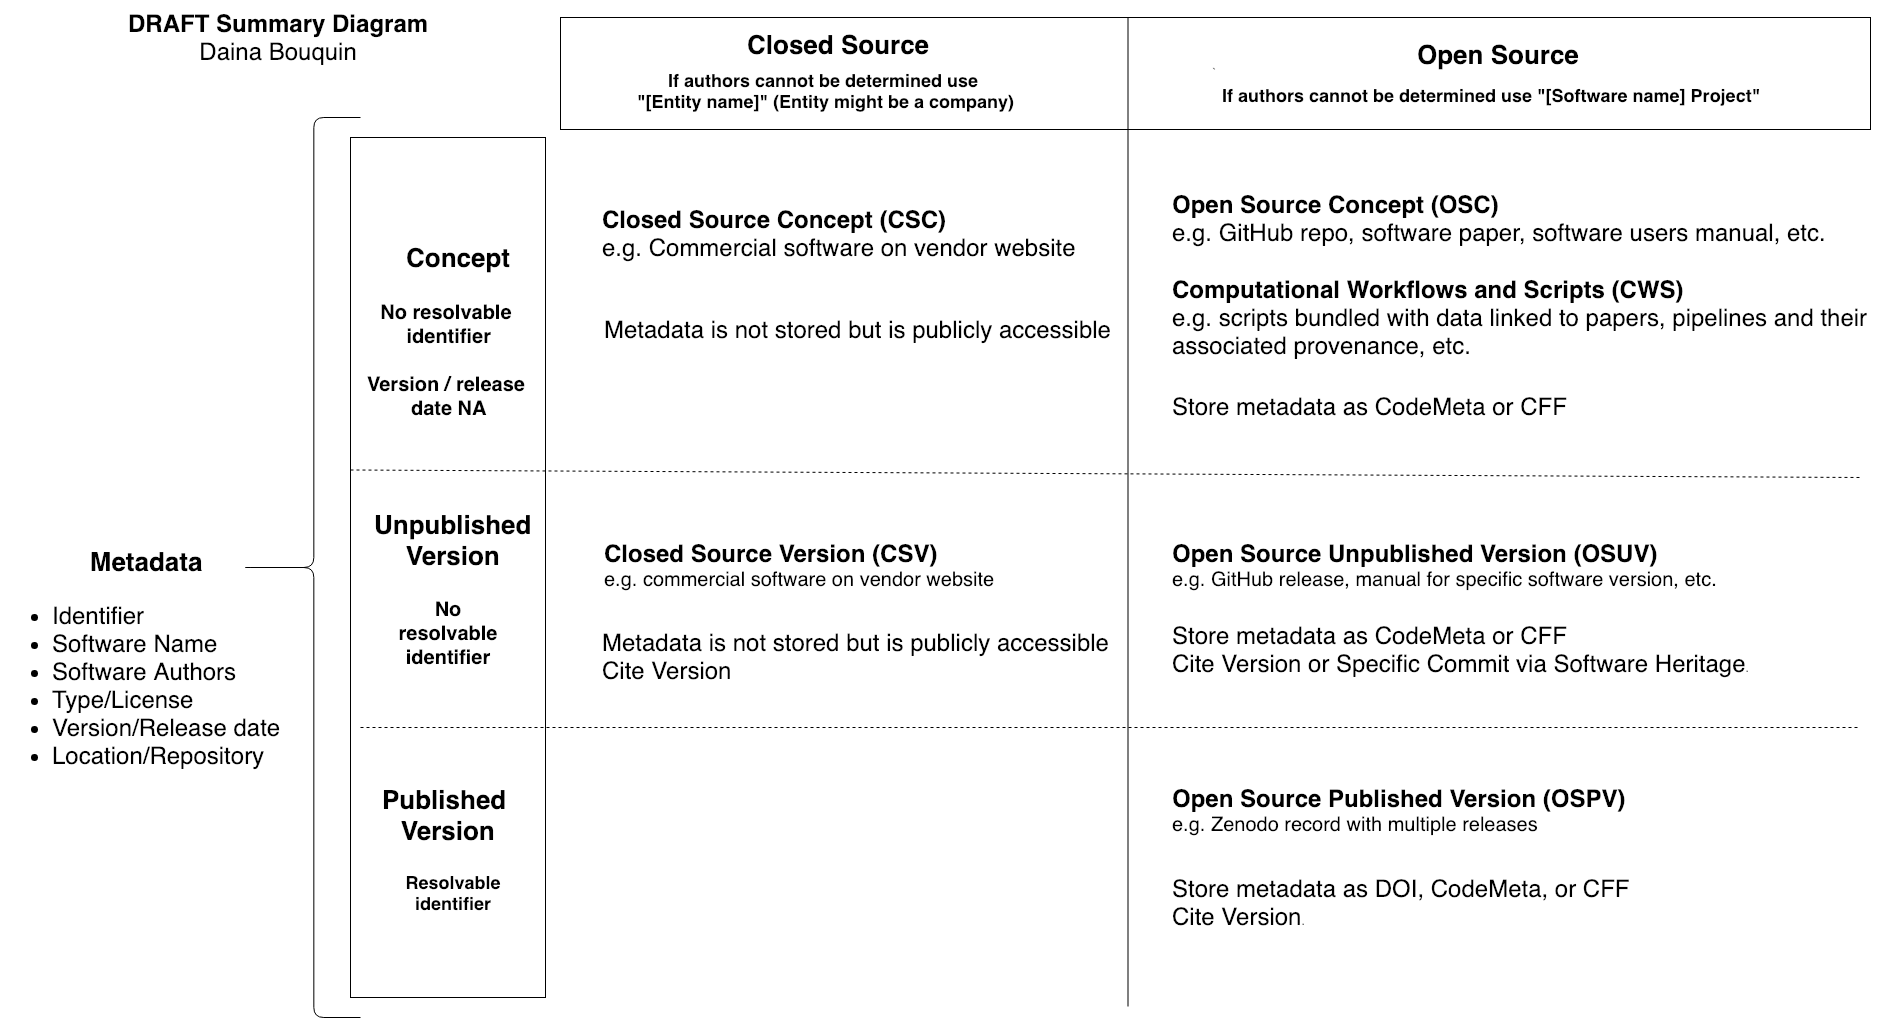 DRAFT Summary Diagram
Daina Bouquin
Closed Source
If authors cannot be determined use
"[Entity name]" (Entity might be a company)
Open Source
If authors cannot be determined use "[Software name] Project"
Concept
No resolvable
identifier
Version / release
date NA
Closed Source Concept (CSC)
e.g. Commercial software on vendor website
Metadata is not stored but is publicly accessible
Open Source Concept (OSC)
e.g. GitHub repo, software paper, software users manual, etc.
Computational Workflows and Scripts (CWS)
e.g. scripts bundled with data linked to papers, pipelines and their
associated provenance, etc.
Store metadata as CodeMeta or CFF
Metadata
• Identifier
• Software Name
• Software Authors
• Type/License
• Version/Release date
• Location/Repository
Unpublished
Version
No
resolvable
identifier
Closed Source Version (CSV)
e.g. commercial software on vendor website
Metadata is not stored but is publicly accessible
Cite Version
Open Source Unpublished Version (OSUV)
e.g. GitHub release, manual for specific software version, etc.
Store metadata as CodeMeta or CFF
Cite Version or Specific Commit via Software Heritage.
Published
Version
Resolvable
identifier
Open Source Published Version (OSPV)
e.g. Zenodo record with multiple releases
Store metadata as DOI, CodeMeta, or CFF
Cite Version.